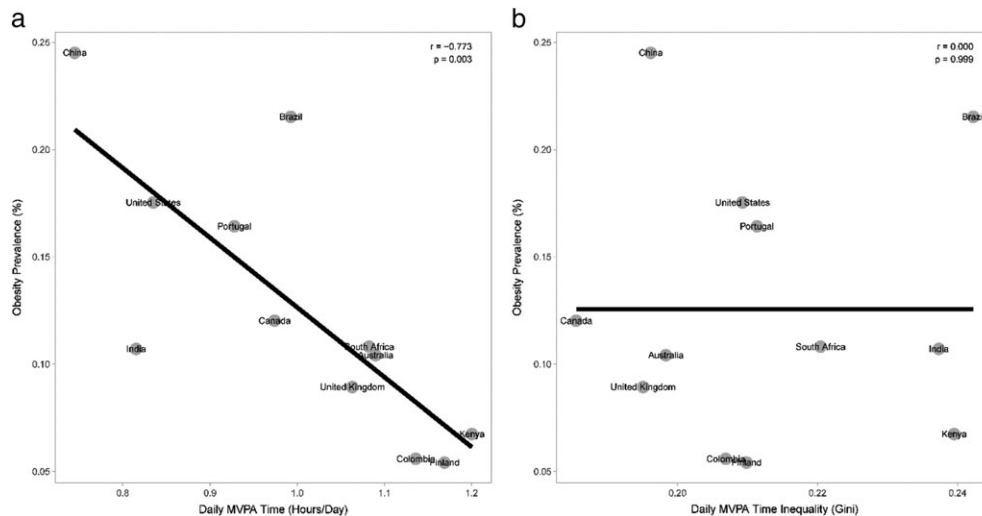 a
r = −0.773
p = 0.003
0.25
0.20
0.15
0.10
0.05
Obesity Prevalence (%)
China
Brazil
United States
Portugal
Canada
India
South Africa
Australia
United Kingdom
Kenya
Colombia
Finland
0.8
0.9
1.0
1.1
1.2
Daily MVPA Time (Hours/Day)
b
r = 0.000
p = 0.999
0.25
0.20
0.15
0.10
0.05
Obesity Prevalence (%)
China
Brazi
United States
Portugal
Canada
South Africa
India
Australia
United Kingdom
Kenya
Colombia
Finland
0.20
0.22
0.24
Daily MVPA Time Inequality (Gini)